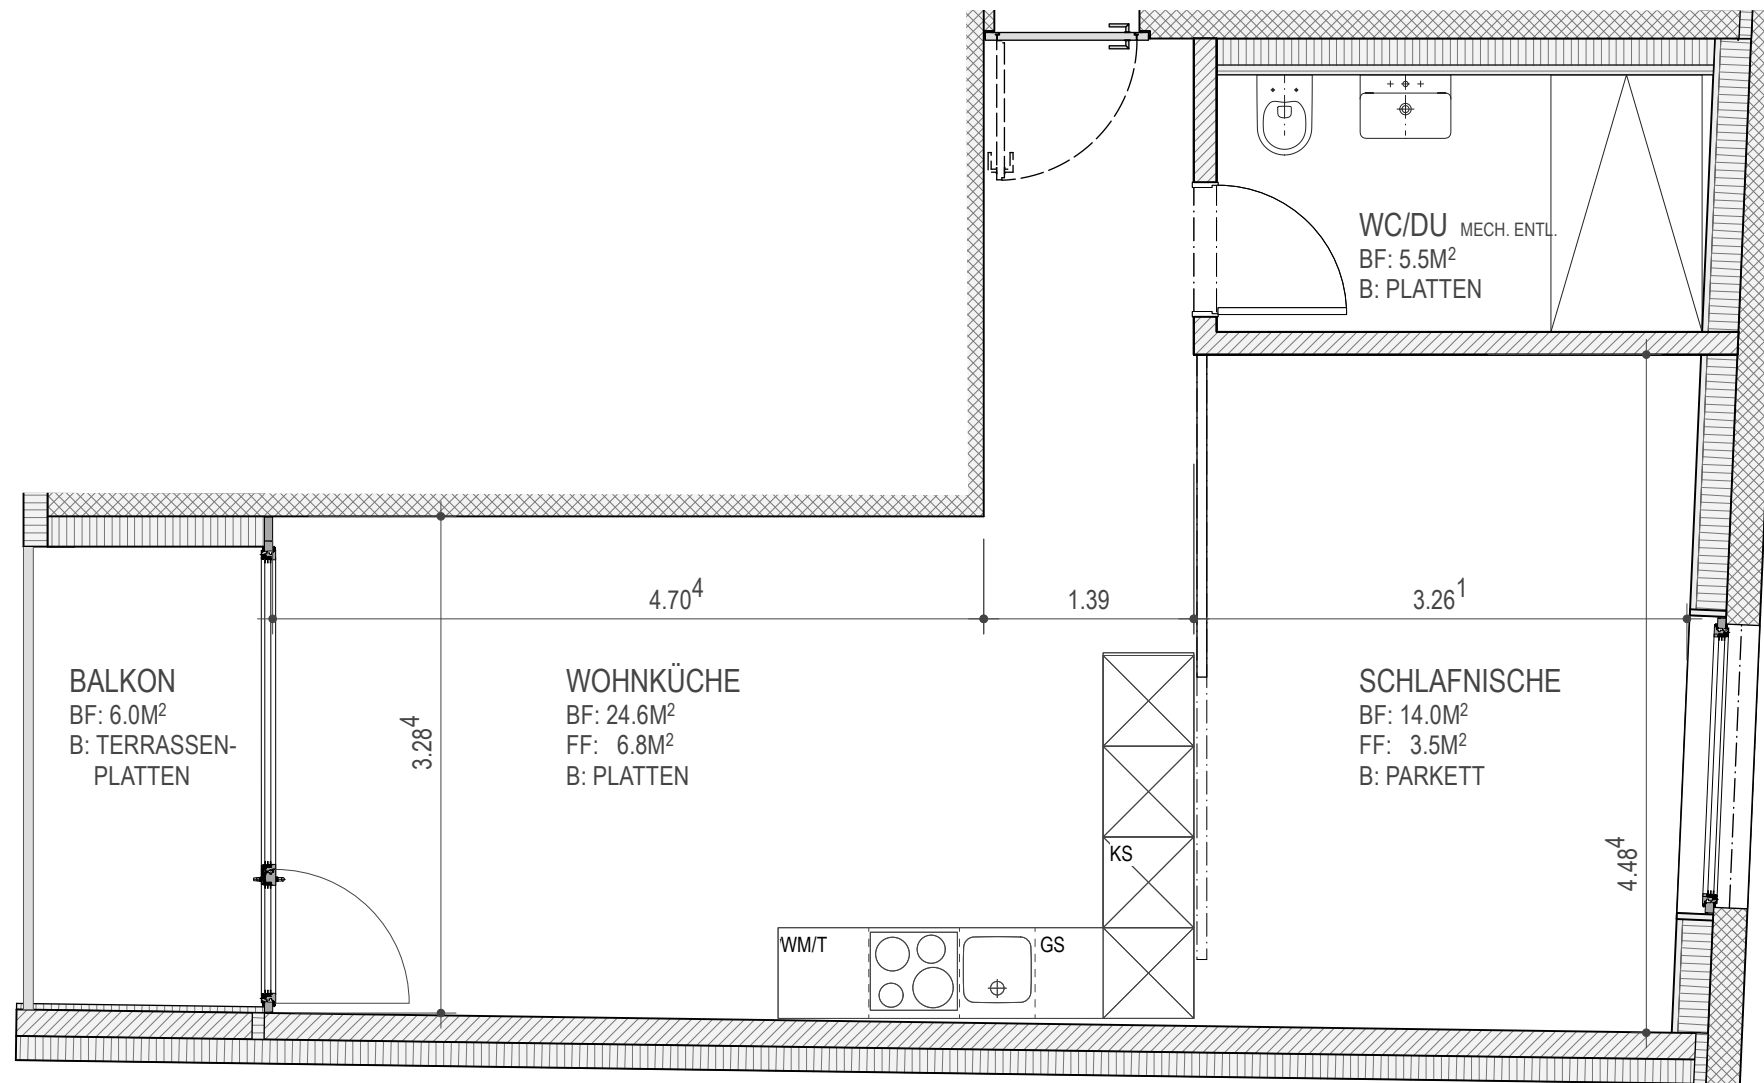 WC/DU MECH. ENTL.
BF: 5.5M²
B: PLATTEN
4.70⁴
1.39
3.26¹
BALKON
BF: 6.0M²
B: TERRASSEN-
PLATTEN
3.28⁴
WOHNKÜCHE
BF: 24.6M²
FF: 6.8M²
B: PLATTEN
SCHLAFNISCHE
BF: 14.0M²
FF: 3.5M²
B: PARKETT
KS
4.48⁴
WM/T
GS